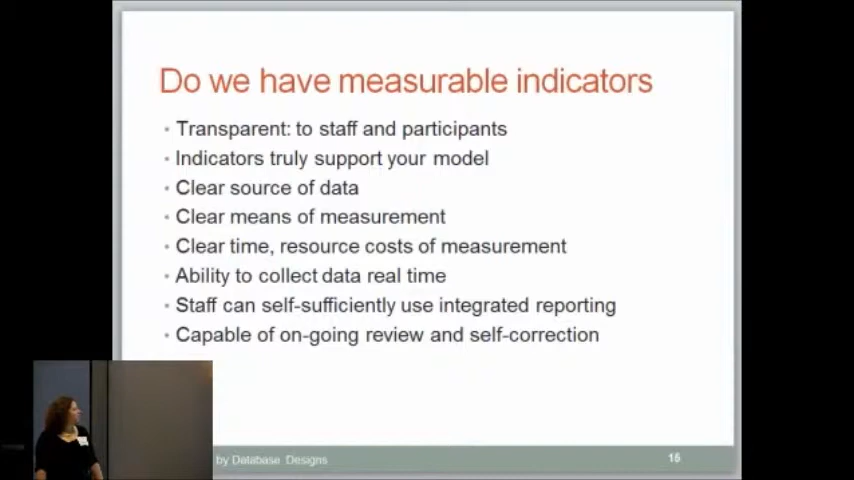 Do we have measurable indicators
• Transparent: to staff and participants
• Indicators truly support your model
• Clear source of data
• Clear means of measurement
• Clear time, resource costs of measurement
• Ability to collect data real time
• Staff can self-sufficiently use integrated reporting
• Capable of on-going review and self-correction
by Database Designs
15